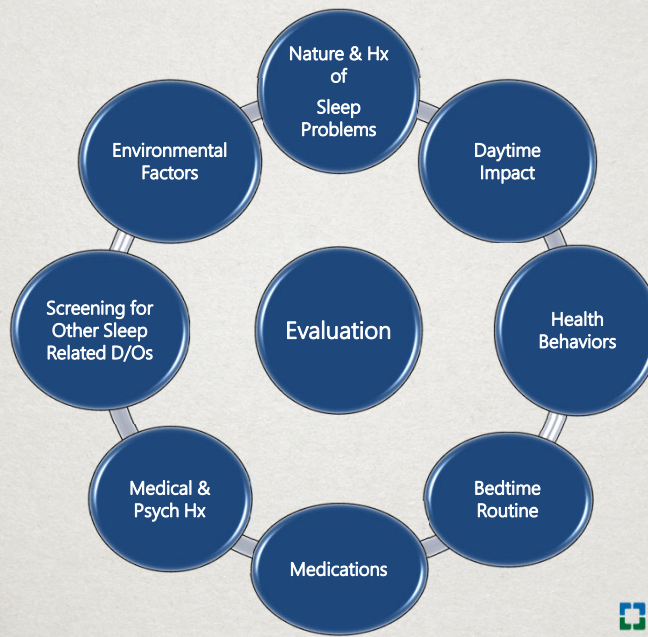 Nature & Hx
of
Sleep
Problems
Daytime
Impact
Health
Behaviors
Bedtime
Routine
Medications
Medical &
Psych Hx
Screening for
Other Sleep
Related D/Os
Environmental
Factors
Evaluation